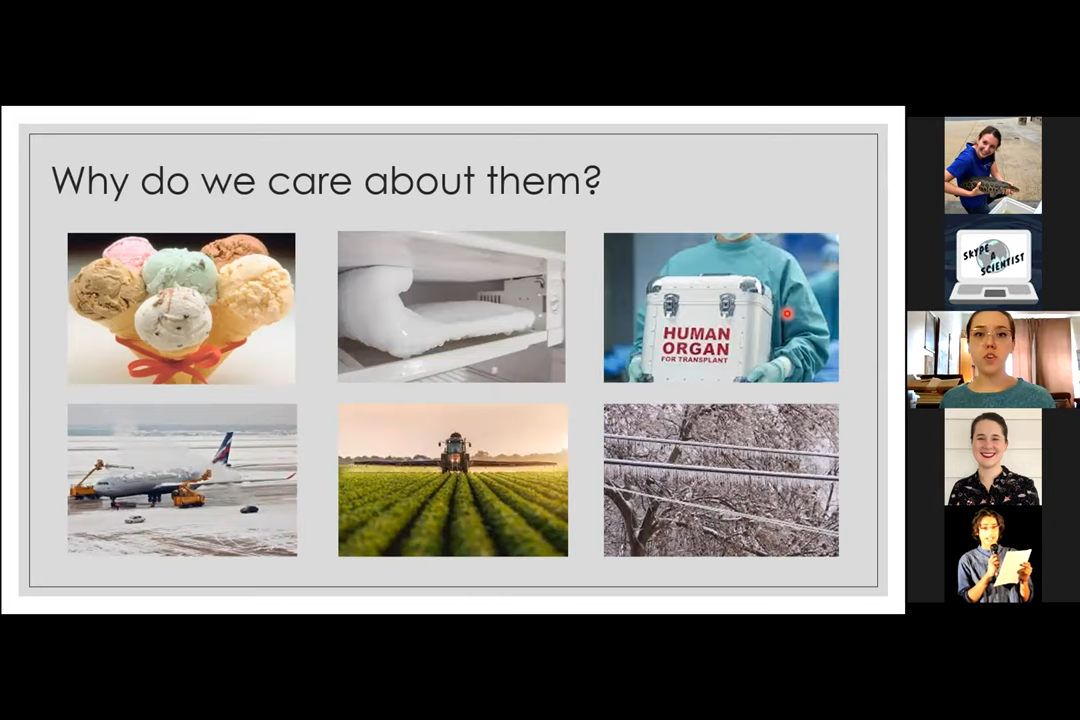 Why do we care about them?
HUMAN
ORGAN
FOR TRANSPLANT
SKYPE
A
SCIENTIST